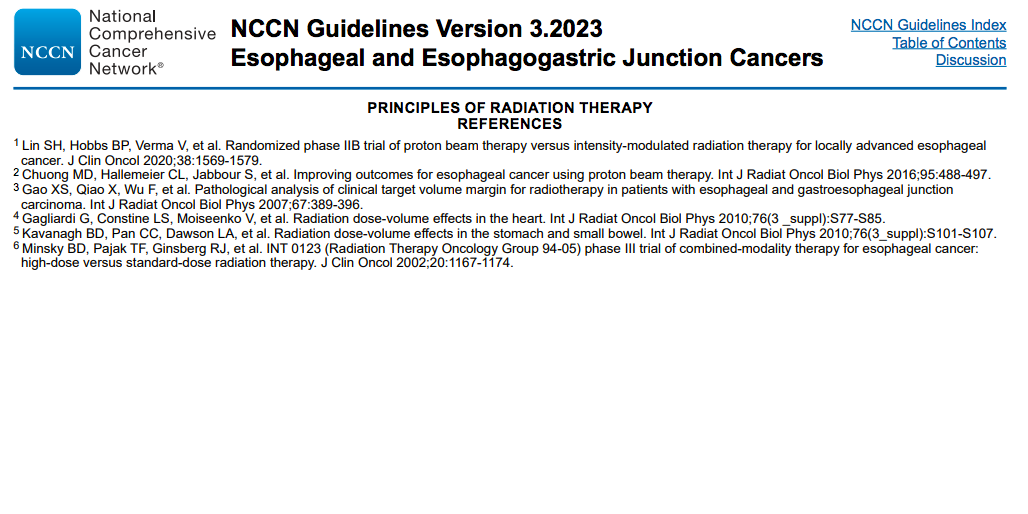 National
Comprehensive
Cancer
Network®
NCCN
NCCN Guidelines Version 3.2023
Esophageal and Esophagogastric Junction Cancers
NCCN Guidelines Index
Table of Contents
Discussion
PRINCIPLES OF RADIATION THERAPY
REFERENCES
1 Lin SH, Hobbs BP, Verma V, et al. Randomized phase IIB trial of proton beam therapy versus intensity-modulated radiation therapy for locally advanced esophageal
cancer. J Clin Oncol 2020;38:1569-1579.
2 Chuong MD, Hallemeier CL, Jabbour S, et al. Improving outcomes for esophageal cancer using proton beam therapy. Int J Radiat Oncol Biol Phys 2016;95:488-497.
3 Gao XS, Qiao X, Wu F, et al. Pathological analysis of clinical target volume margin for radiotherapy in patients with esophageal and gastroesophageal junction
carcinoma. Int J Radiat Oncol Biol Phys 2007;67:389-396.
4 Gagliardi G, Constine LS, Moiseenko V, et al. Radiation dose-volume effects in the heart. Int J Radiat Oncol Biol Phys 2010;76(3 _suppl):S77-S85.
5 Kavanagh BD, Pan CC, Dawson LA, et al. Radiation dose-volume effects in the stomach and small bowel. Int J Radiat Oncol Biol Phys 2010;76(3_suppl):S101-S107.
6 Minsky BD, Pajak TF, Ginsberg RJ, et al. INT 0123 (Radiation Therapy Oncology Group 94-05) phase III trial of combined-modality therapy for esophageal cancer:
high-dose versus standard-dose radiation therapy. J Clin Oncol 2002;20:1167-1174.